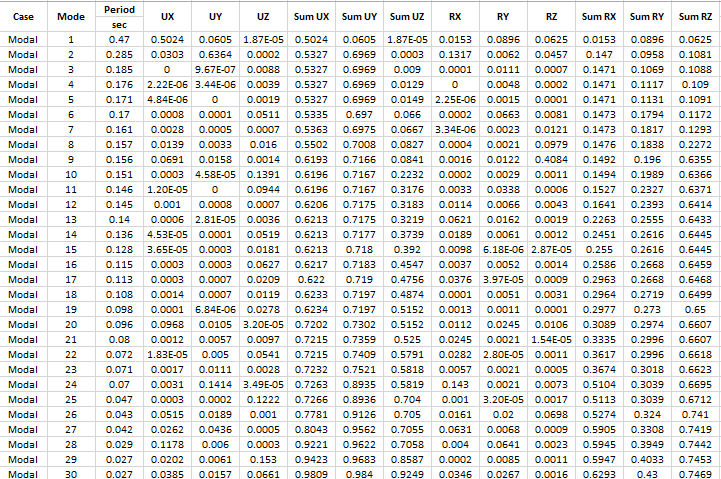 Case Mode Period sec UX UY UZ Sum UX Sum UY Sum UZ RX RY RZ Sum RX Sum RY Sum RZ
Modal 1 0.47 0.5024 0.0605 1.87E-05 0.5024 0.0605 1.87E-05 0.0153 0.0896 0.0625 0.0153 0.0896 0.0625
Modal 2 0.285 0.0303 0.6364 0.0002 0.5327 0.6969 0.0003 0.1317 0.0062 0.0457 0.147 0.0958 0.1081
Modal 3 0.185 0 9.67E-07 0.0088 0.5327 0.6969 0.009 0.0001 0.0111 0.0007 0.1471 0.1069 0.1088
Modal 4 0.176 2.22E-06 3.44E-06 0.0039 0.5327 0.6969 0.0129 0 0.0048 0.0002 0.1471 0.1117 0.109
Modal 5 0.171 4.84E-06 0 0.0019 0.5327 0.6969 0.0149 2.25E-06 0.0015 0.0001 0.1471 0.1131 0.1091
Modal 6 0.17 0.0008 0.0001 0.0511 0.5335 0.697 0.066 0.0002 0.0663 0.0081 0.1473 0.1794 0.1172
Modal 7 0.161 0.0028 0.0005 0.0007 0.5363 0.6975 0.0667 3.34E-06 0.0023 0.0121 0.1473 0.1817 0.1293
Modal 8 0.157 0.0139 0.0033 0.016 0.5502 0.7008 0.0827 0.0004 0.0021 0.0979 0.1476 0.1838 0.2272
Modal 9 0.156 0.0691 0.0158 0.0014 0.6193 0.7166 0.0841 0.0016 0.0122 0.4084 0.1492 0.196 0.6355
Modal 10 0.151 0.0003 4.58E-05 0.1391 0.6196 0.7167 0.2232 0.0002 0.0029 0.0011 0.1494 0.1989 0.6366
Modal 11 0.146 1.20E-05 0 0.0944 0.6196 0.7167 0.3176 0.0033 0.0338 0.0006 0.1527 0.2327 0.6371
Modal 12 0.145 0.001 0.0008 0.0007 0.6206 0.7175 0.3183 0.0114 0.0066 0.0043 0.1641 0.2393 0.6414
Modal 13 0.14 0.0006 2.81E-05 0.0036 0.6213 0.7175 0.3219 0.0621 0.0162 0.0019 0.2263 0.2555 0.6433
Modal 14 0.136 4.53E-05 0.0001 0.0519 0.6213 0.7177 0.3739 0.0189 0.0061 0.0012 0.2451 0.2616 0.6445
Modal 15 0.128 3.65E-05 0.0003 0.0181 0.6213 0.718 0.392 0.0098 6.18E-06 2.87E-05 0.255 0.2616 0.6445
Modal 16 0.115 0.0003 0.0003 0.0627 0.6217 0.7183 0.4547 0.0037 0.0052 0.0014 0.2586 0.2668 0.6459
Modal 17 0.113 0.0003 0.0007 0.0209 0.622 0.719 0.4756 0.0376 3.97E-05 0.0009 0.2963 0.2668 0.6468
Modal 18 0.108 0.0014 0.0007 0.0119 0.6233 0.7197 0.4874 0.0001 0.0051 0.0031 0.2964 0.2719 0.6499
Modal 19 0.098 0.0001 6.84E-06 0.0278 0.6234 0.7197 0.5152 0.0013 0.0011 0.0001 0.2977 0.273 0.65
Modal 20 0.096 0.0968 0.0105 3.20E-05 0.7202 0.7302 0.5152 0.0112 0.0245 0.0106 0.3089 0.2974 0.6607
Modal 21 0.08 0.0012 0.0057 0.0097 0.7215 0.7359 0.525 0.0245 0.0021 1.54E-05 0.3335 0.2996 0.6607
Modal 22 0.072 1.83E-05 0.005 0.0541 0.7215 0.7409 0.5791 0.0282 2.80E-05 0.0011 0.3617 0.2996 0.6618
Modal 23 0.071 0.0017 0.0111 0.0028 0.7232 0.7521 0.5818 0.0057 0.0021 0.0005 0.3674 0.3018 0.6623
Modal 24 0.07 0.0031 0.1414 3.49E-05 0.7263 0.8935 0.5819 0.143 0.0021 0.0073 0.5104 0.3039 0.6695
Modal 25 0.047 0.0003 0.0002 0.1222 0.7266 0.8936 0.704 0.001 3.20E-05 0.0017 0.5113 0.3039 0.6712
Modal 26 0.043 0.0515 0.0189 0.001 0.7781 0.9126 0.705 0.0161 0.02 0.0698 0.5274 0.324 0.741
Modal 27 0.042 0.0262 0.0436 0.0005 0.8043 0.9562 0.7055 0.0631 0.0068 0.0009 0.5905 0.3308 0.7419
Modal 28 0.029 0.1178 0.006 0.0003 0.9221 0.9622 0.7058 0.004 0.0641 0.0023 0.5945 0.3949 0.7442
Modal 29 0.027 0.0202 0.0061 0.153 0.9423 0.9683 0.8587 0.0002 0.0085 0.0011 0.5947 0.4033 0.7453
Modal 30 0.027 0.0385 0.0157 0.0661 0.9809 0.984 0.9249 0.0346 0.0267 0.0016 0.6293 0.43 0.7469